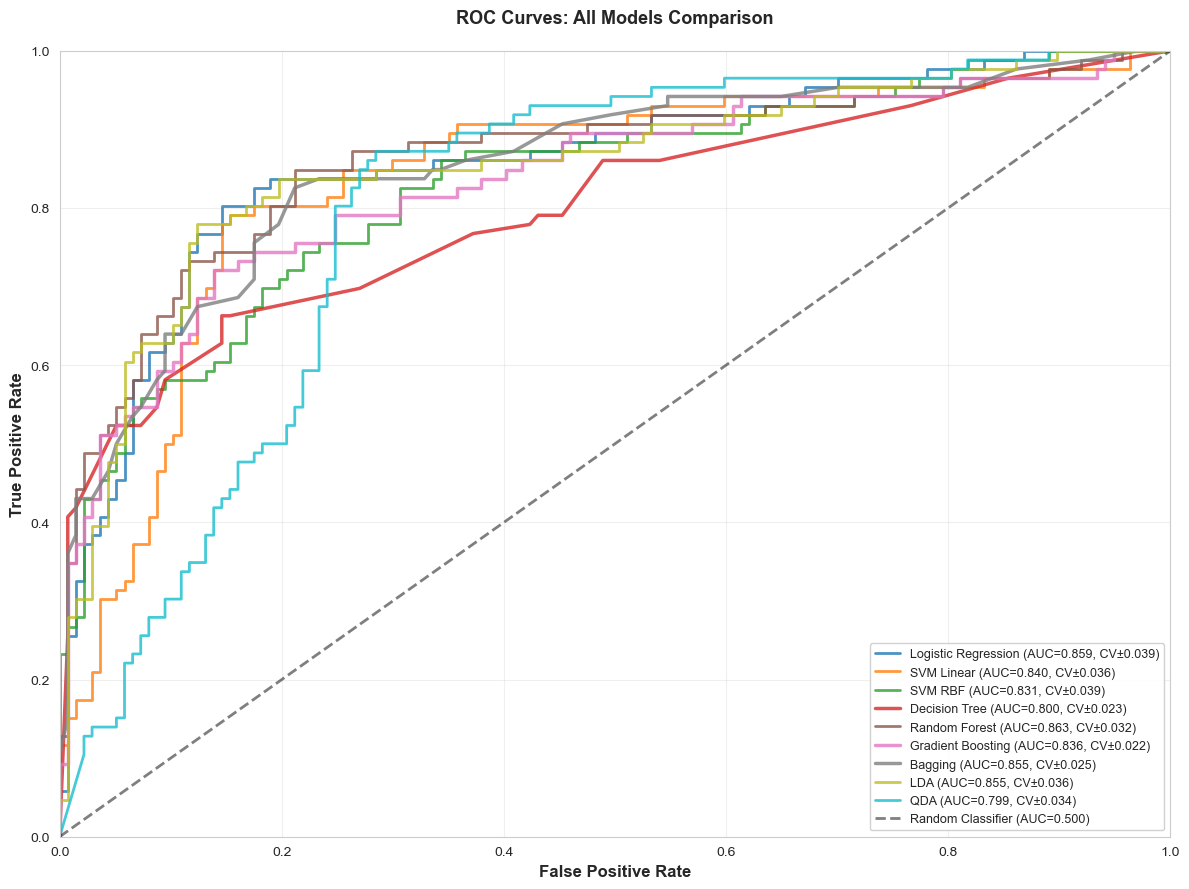 ROC Curves: All Models Comparison
1.0
0.8
0.6
0.4
0.2
0.0
True Positive Rate
0.0 0.2 0.4 0.6 0.8 1.0
False Positive Rate
Logistic Regression (AUC=0.859, CV±0.039)
SVM Linear (AUC=0.840, CV±0.036)
SVM RBF (AUC=0.831, CV±0.039)
Decision Tree (AUC=0.800, CV±0.023)
Random Forest (AUC=0.863, CV±0.032)
Gradient Boosting (AUC=0.836, CV±0.022)
Bagging (AUC=0.855, CV±0.025)
LDA (AUC=0.855, CV±0.036)
QDA (AUC=0.799, CV±0.034)
Random Classifier (AUC=0.500)